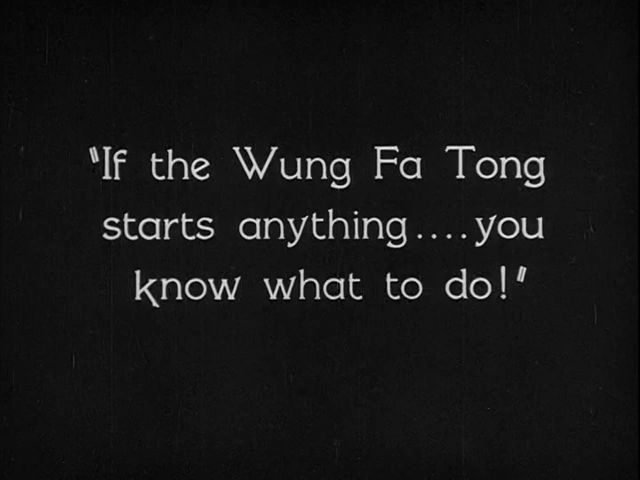 "If the Wung Fa Tong
starts anything....you
know what to do!"